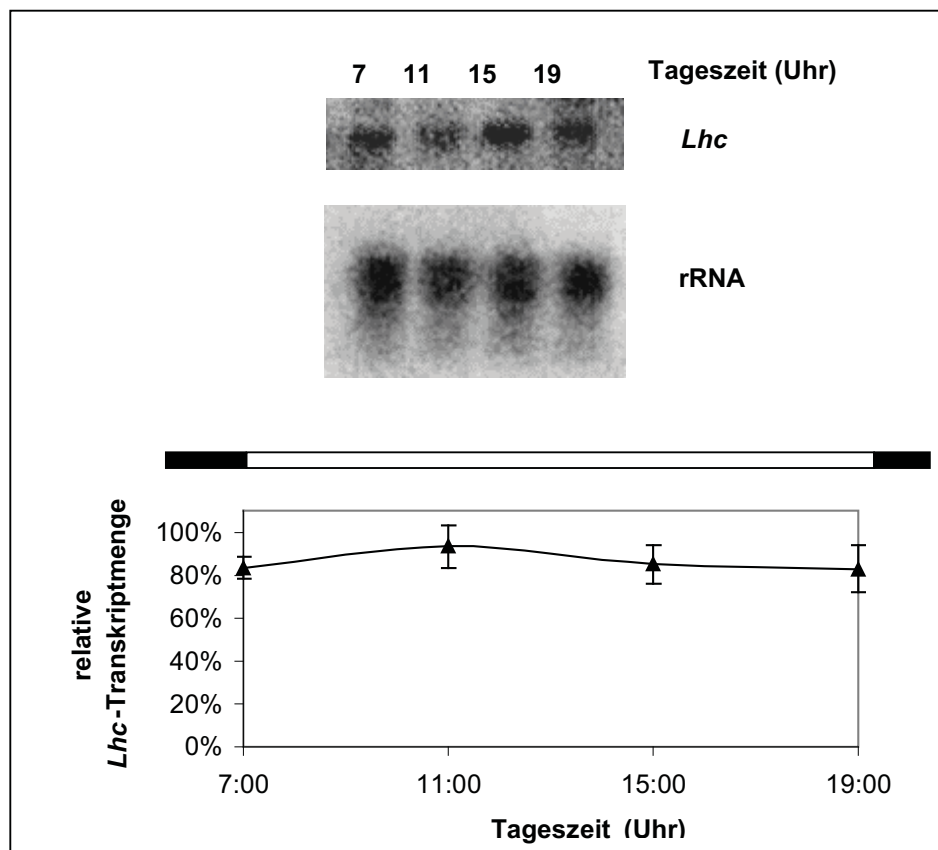 7 11 15 19 Tageszeit (Uhr)
Lhc
rRNA
relative
Lhc-Transkriptmenge
100%
80%
60%
40%
20%
0%
7:00 11:00 15:00 19:00
Tageszeit (Uhr)